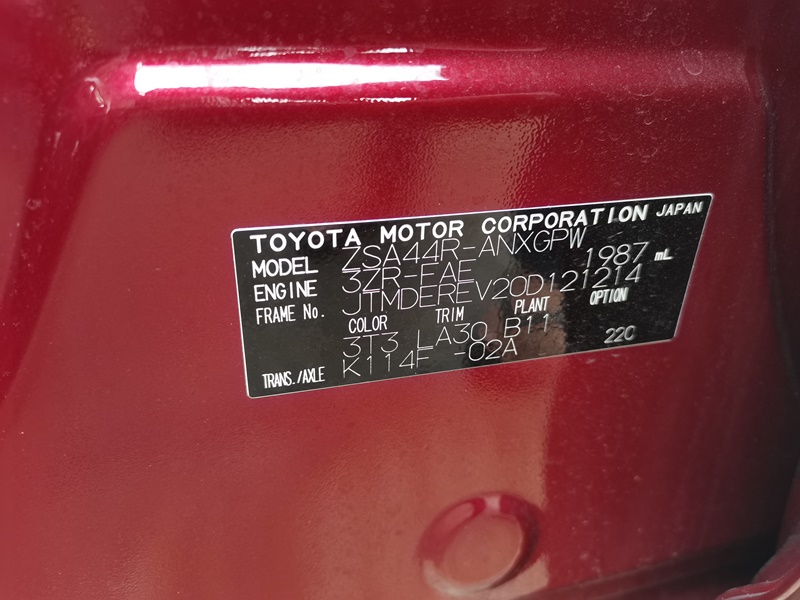 TOYOTA MOTOR CORPORATION JAPAN
MODEL ZSA44R-ANXGPW
ENGINE 3ZR-FAE 1987 mL
FRAME No. JTMDEREV20D121214
COLOR TRIM PLANT OPTION
3T3 LA30 B11
TRANS./AXLE K114F -02A 220